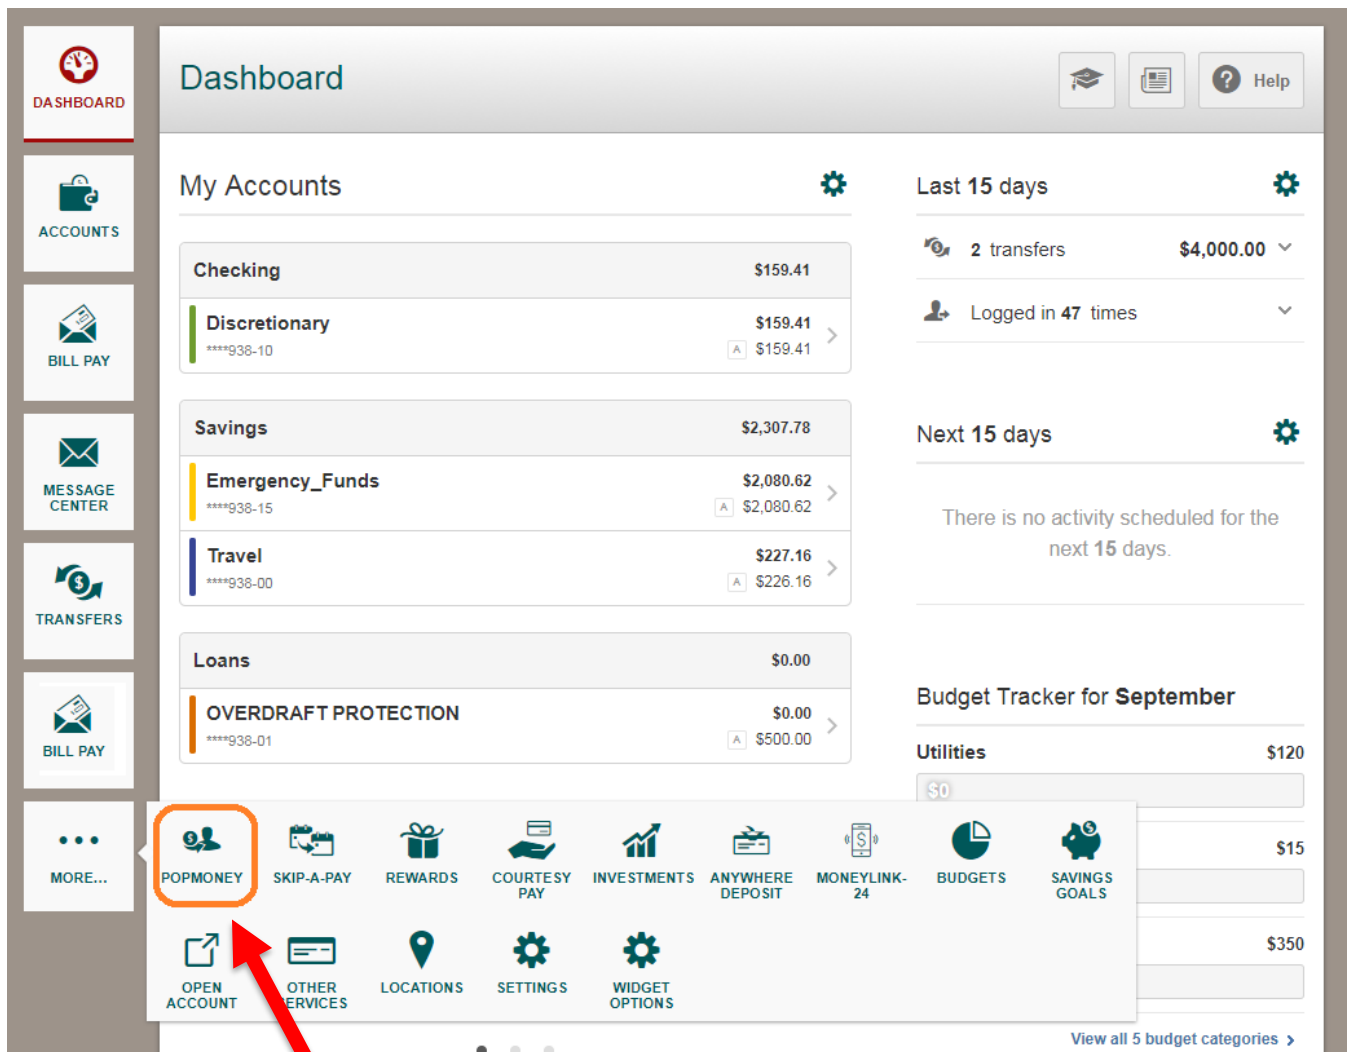 DASHBOARD
ACCOUNTS
BILL PAY
MESSAGE
CENTER
TRANSFERS
BILL PAY
MORE...
Dashboard
Help
My Accounts
Checking $159.41
Discretionary $159.41
****938-10 A $159.41
Savings $2,307.78
Emergency_Funds $2,080.62
****938-15 A $2,080.62
Travel $227.16
****938-00 A $226.16
Loans $0.00
OVERDRAFT PROTECTION $0.00
****938-01 A $500.00
Last 15 days
2 transfers $4,000.00
Logged in 47 times
Next 15 days
There is no activity scheduled for the
next 15 days.
Budget Tracker for September
Utilities $120
$0
$15
$350
View all 5 budget categories
POPMONEY
SKIP-A-PAY
REWARDS
COURTESY
PAY
INVESTMENTS
ANYWHERE
DEPOSIT
MONEYLINK-
24
BUDGETS
SAVINGS
GOALS
OPEN
ACCOUNT
OTHER
SERVICES
LOCATIONS
SETTINGS
WIDGET
OPTIONS